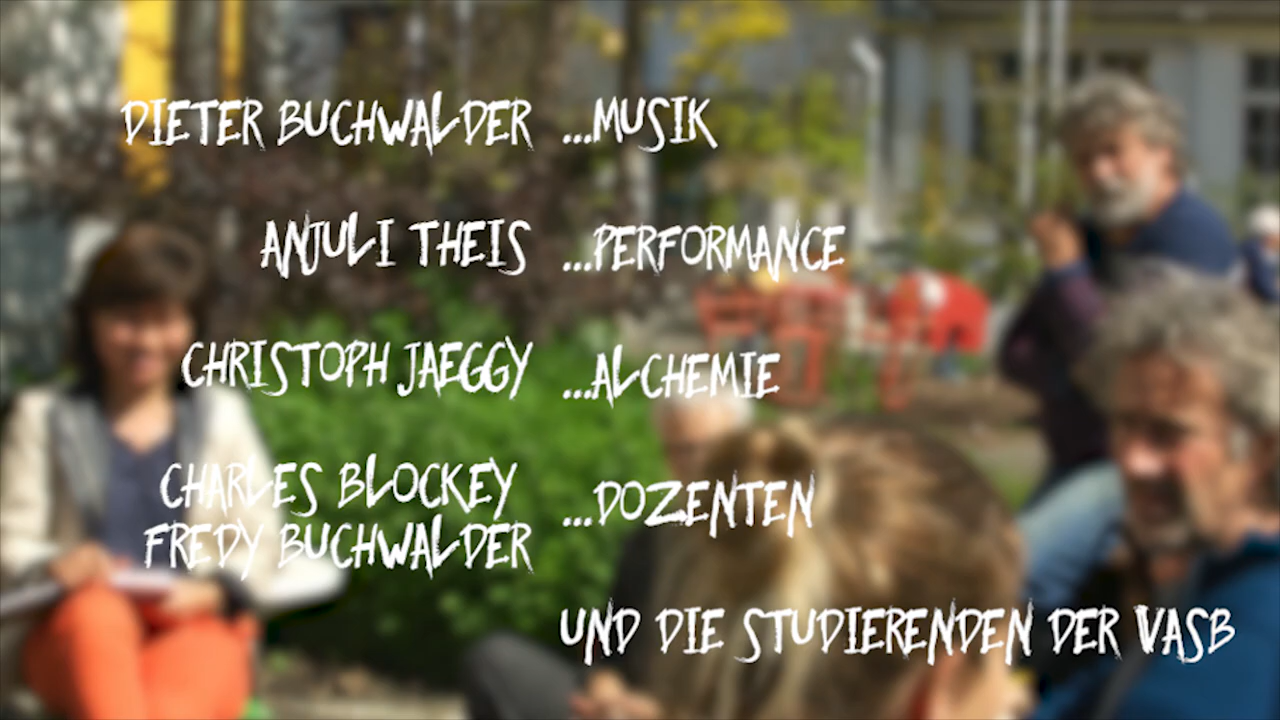 DIETER BUCHWALDER ...MUSIK
ANJULI THEIS ...PERFORMANCE
CHRISTOPH JAEGGY ...ALCHEMIE
CHARLES BLOCKEY
FREDY BUCHWALDER ...DOZENTEN
UND DIE STUDIERENDEN DER VASB